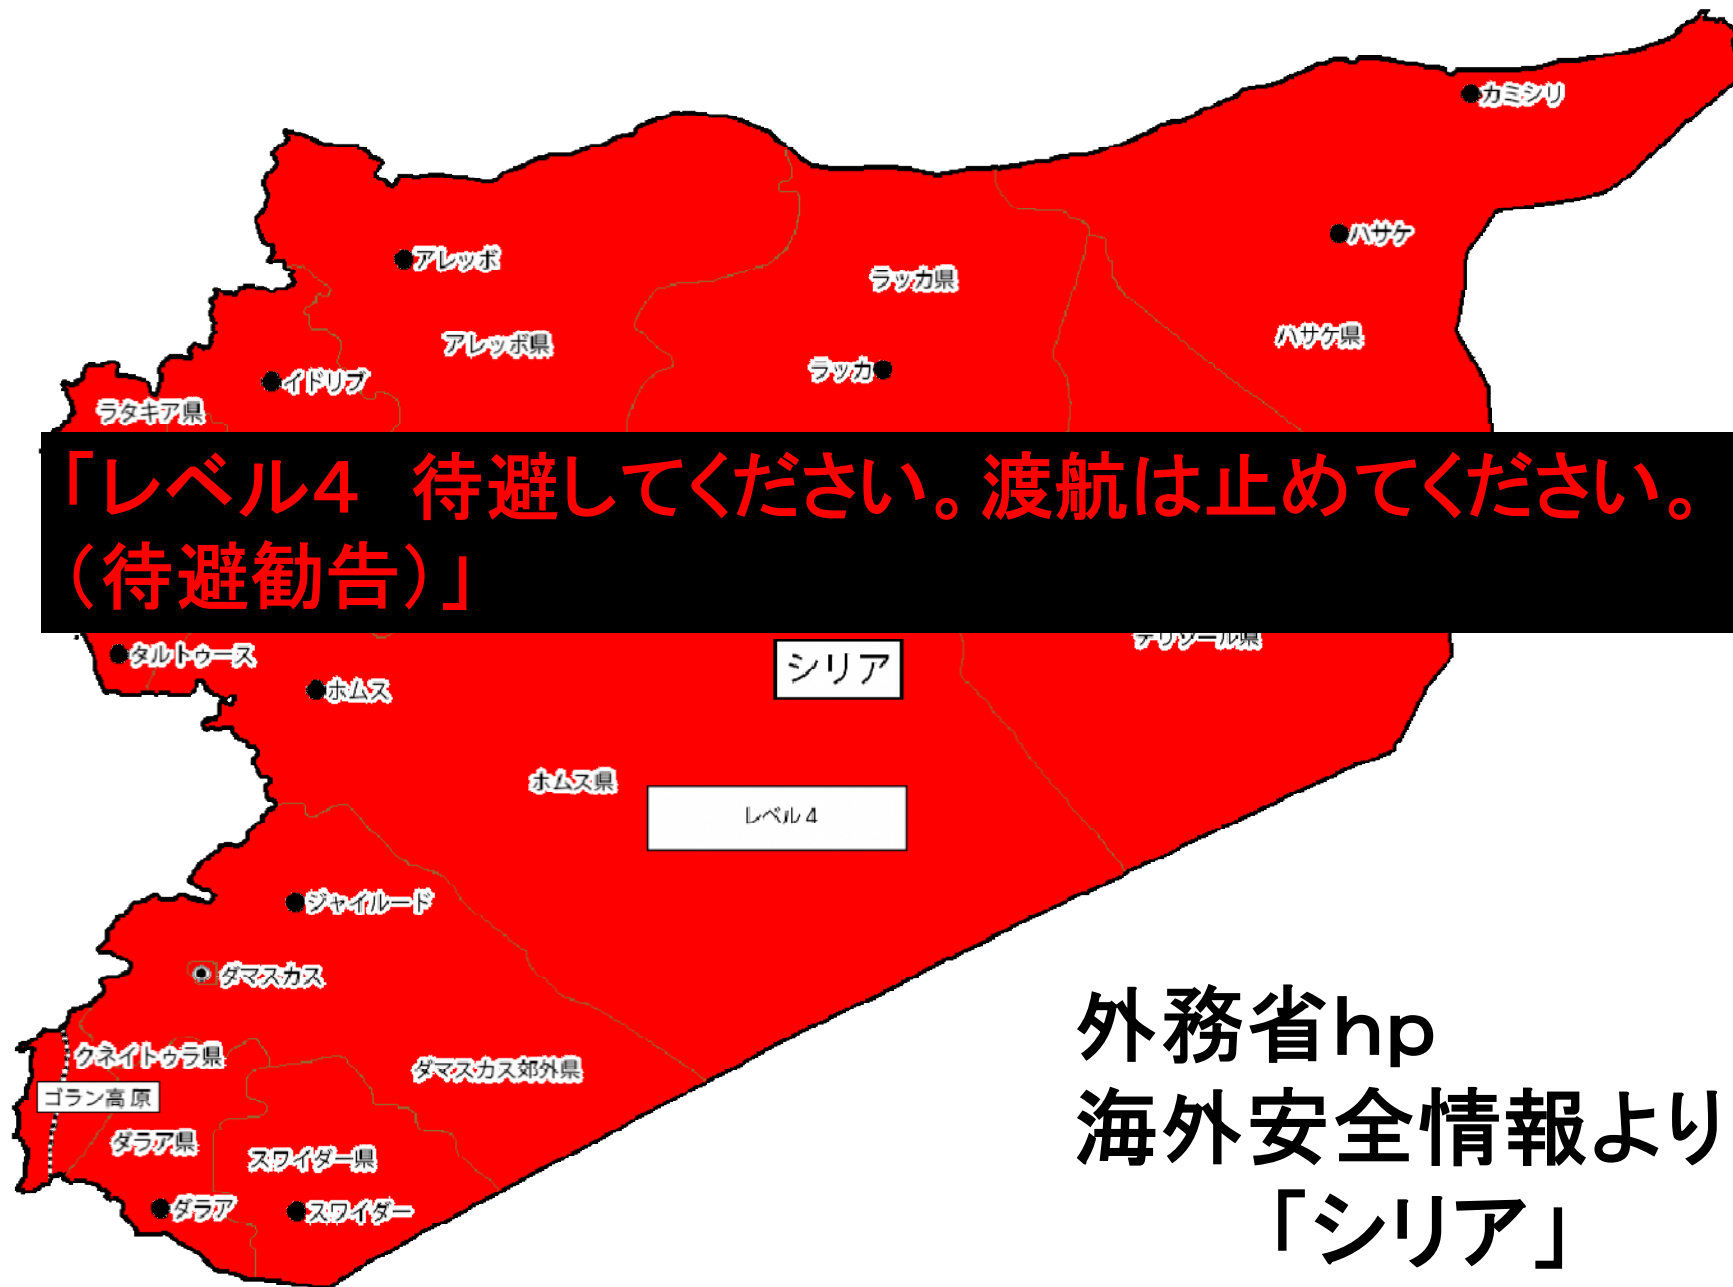 カミシリ
ハサケ
アレッポ
ラッカ県
ハサケ県
アレッポ県
ラッカ
イドリブ
ラタキア県
「レベル4　待避してください。渡航は止めてください。
（待避勧告）」
デリゾール県
タルトゥース
シリア
ホムス
ホムス県
レベル４
ジャイルード
ダマスカス
外務省hp
クネイトゥラ県
ダマスカス郊外県
ゴラン高原
海外安全情報より
ダラア県
スワイダー県
ダラア
スワイダー
「シリア」